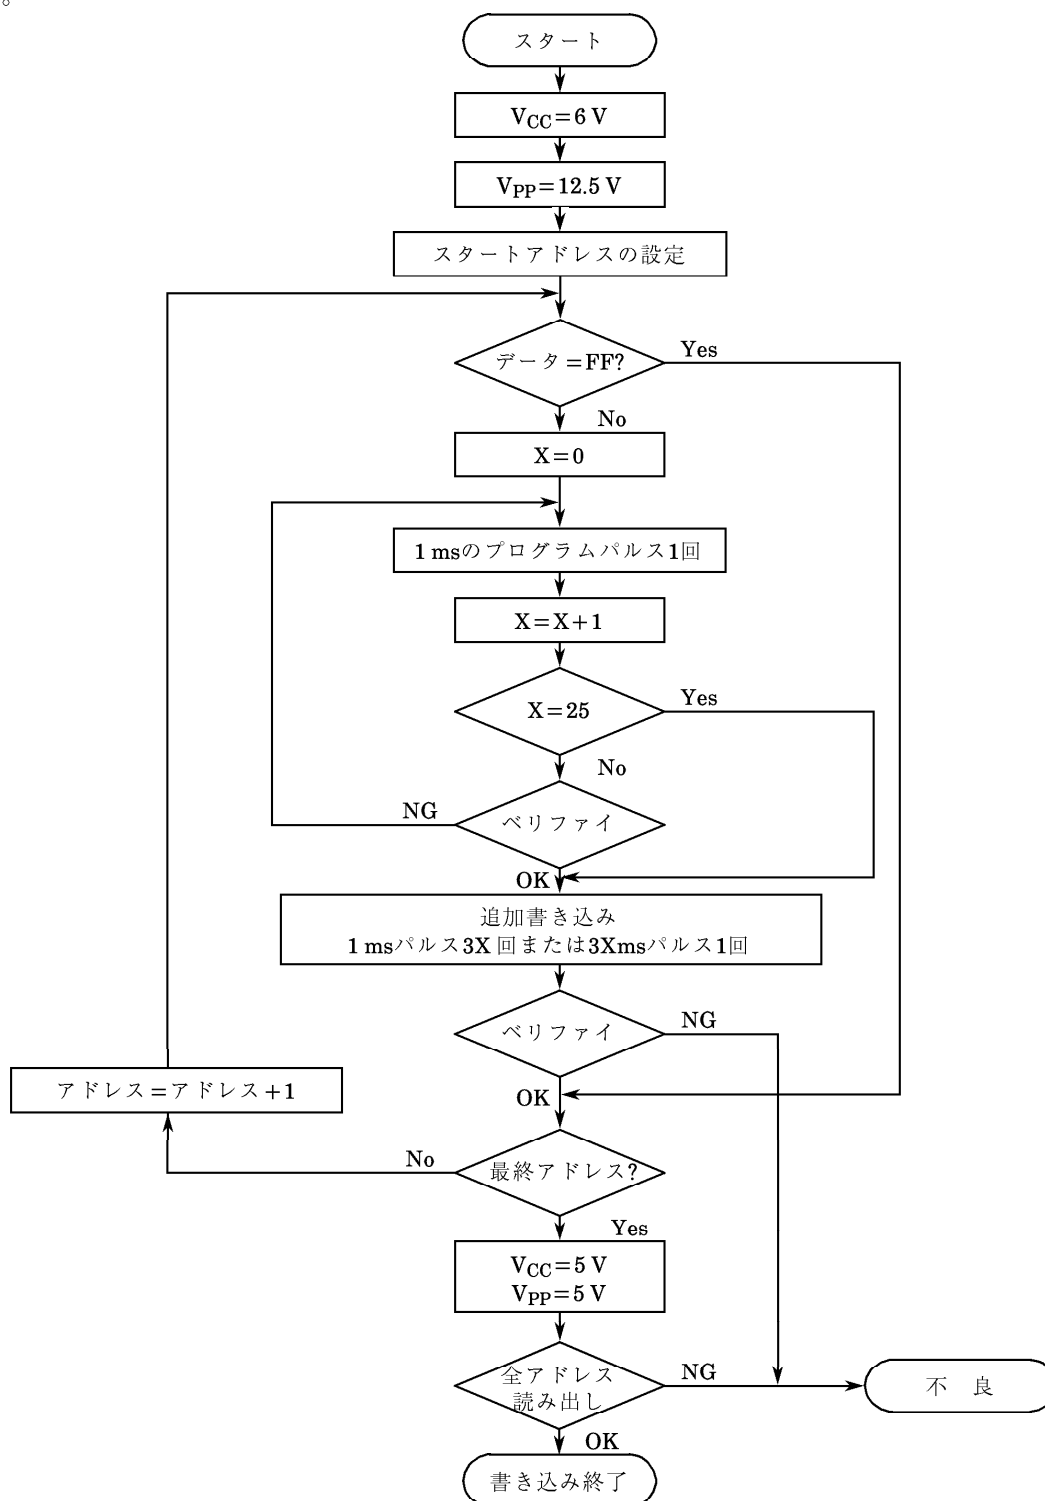 。
スタート
VCC=6 V
VPP=12.5 V
スタートアドレスの設定
データ=FF?
Yes
No
X=0
1 msのプログラムパルス1回
X=X+1
X=25
Yes
No
ベリファイ
NG
OK
追加書き込み
1 msパルス3X 回または3Xmsパルス1回
ベリファイ
NG
OK
アドレス=アドレス+1
最終アドレス?
No
Yes
VCC=5 V
VPP=5 V
全アドレス
読み出し
NG
不 良
OK
書き込み終了